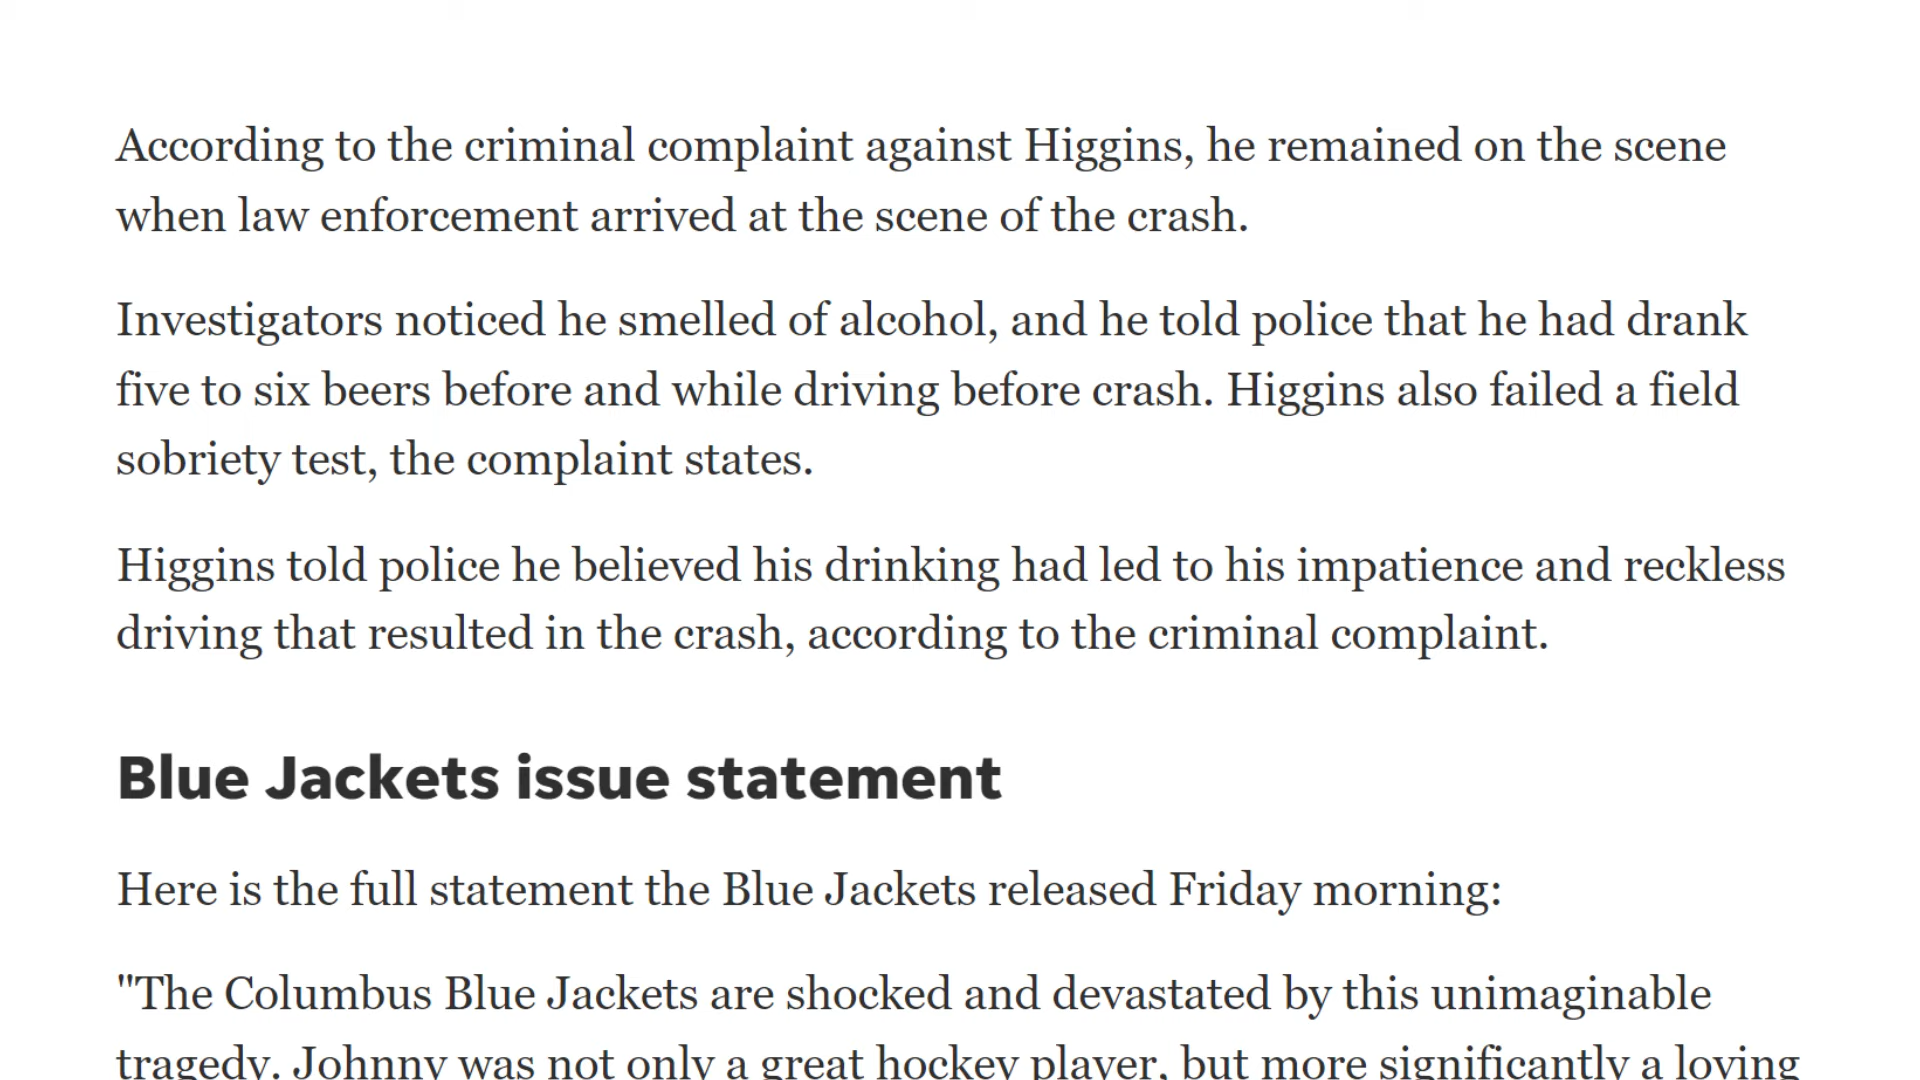 According to the criminal complaint against Higgins, he remained on the scene
when law enforcement arrived at the scene of the crash.
Investigators noticed he smelled of alcohol, and he told police that he had drank
five to six beers before and while driving before crash. Higgins also failed a field
sobriety test, the complaint states.
Higgins told police he believed his drinking had led to his impatience and reckless
driving that resulted in the crash, according to the criminal complaint.
Blue Jackets issue statement
Here is the full statement the Blue Jackets released Friday morning:
"The Columbus Blue Jackets are shocked and devastated by this unimaginable
tragedy. Johnny was not only a great hockey player, but more significantly a loving